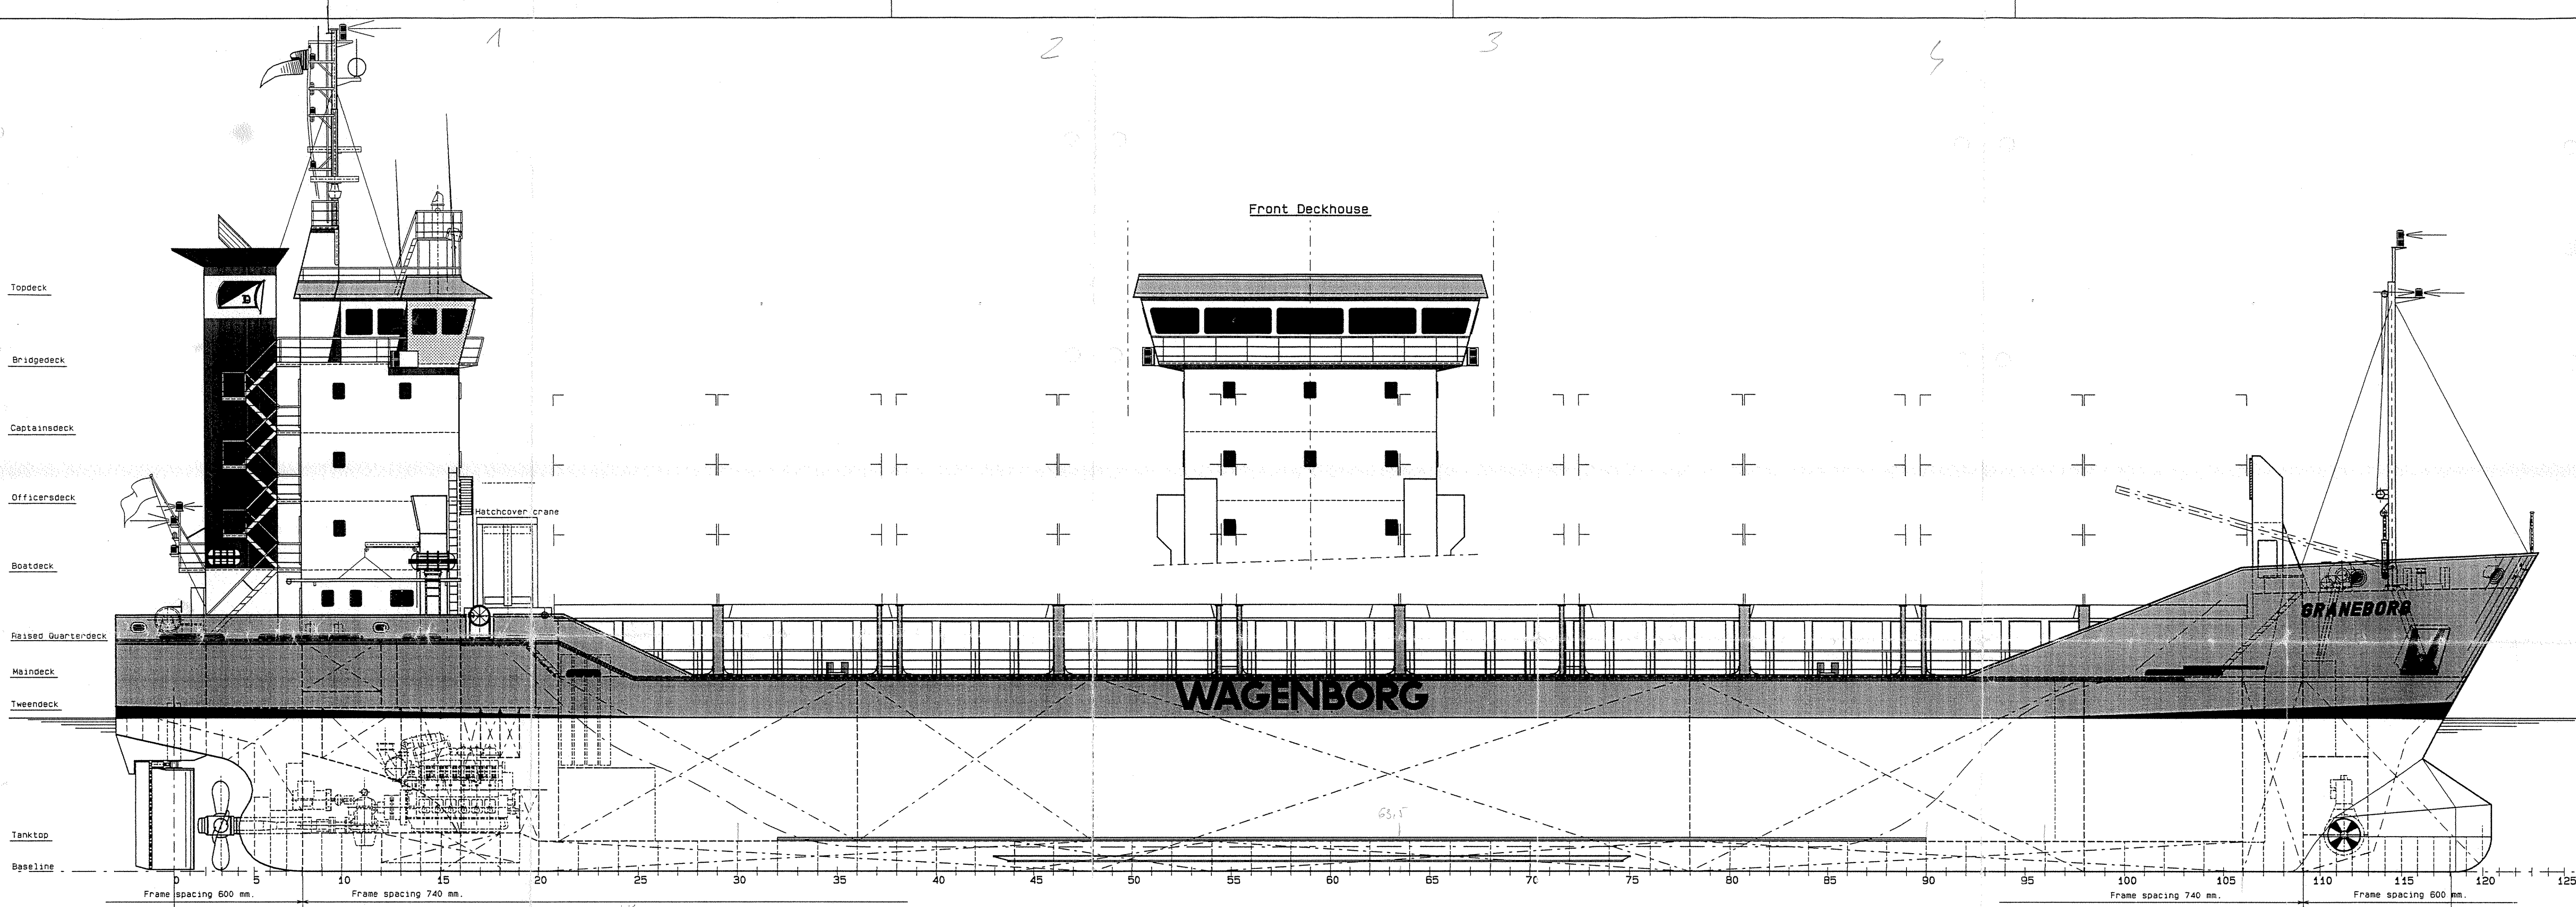 1 2 3 4
Front Deckhouse
Topdeck
Bridgedeck
Captainsdeck
Officersdeck
Hatchcover crane
Boatdeck
GRANEBORG
Raised Quarterdeck
Maindeck
WAGENBORG
Tweendeck
63,5
Tanktop
Baseline
0 5 10 15 20 25 30 35 40 45 50 55 60 65 70 75 80 85 90 95 100 105 110 115 120 125
Frame spacing 600 mm. Frame spacing 740 mm. Frame spacing 740 mm. Frame spacing 600 mm.